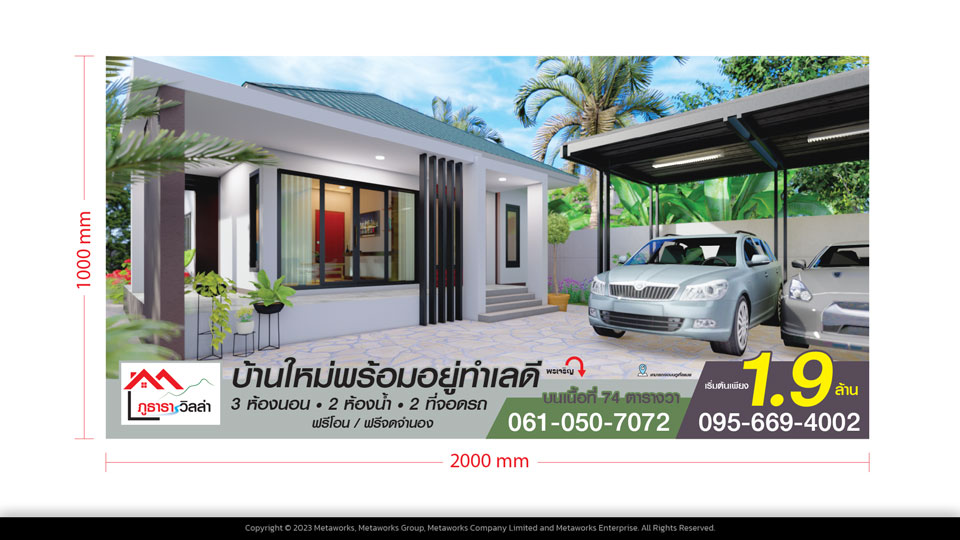 1000 mm
ภูธาราวิลล่า
บ้านใหม่พร้อมอยู่ทำเลดี
พรเจริญ
3 ห้องนอน • 2 ห้องน้ำ • 2 ที่จอดรถ
ฟรีโอน / ฟรีจดจำนอง
บนเนื้อที่ 74 ตารางวา
061-050-7072
เริ่มต้นเพียง 1.9 ล้าน
095-669-4002
2000 mm
Copyright © 2023 Metaworks, Metaworks Group, Metaworks Company Limited and Metaworks Enterprise. All Rights Reserved.